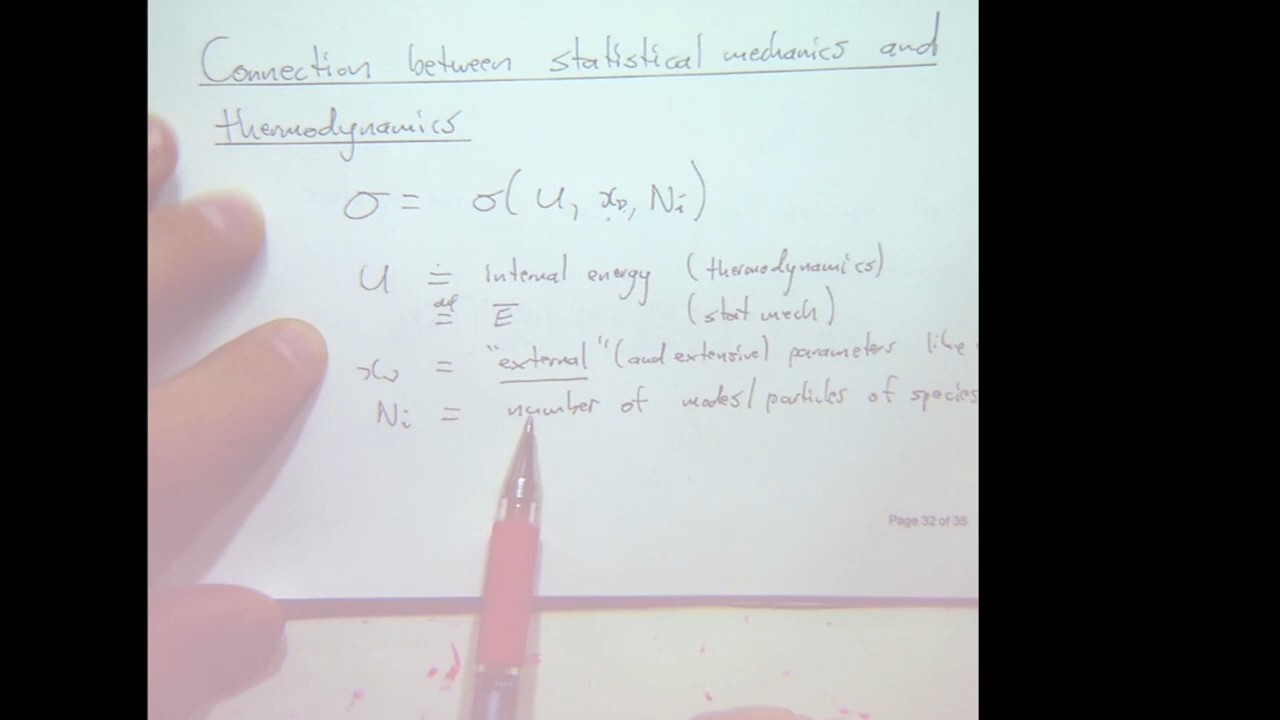 Connection between statistical mechanics and
thermodynamics
σ = σ(U, xν, Ni)
U ≐ internal energy (thermodynamics)
def = E̅ (stat mech)
xν = "external" (and extensive) parameters like
Ni = number of modes/particles of species
Page 32 of 35